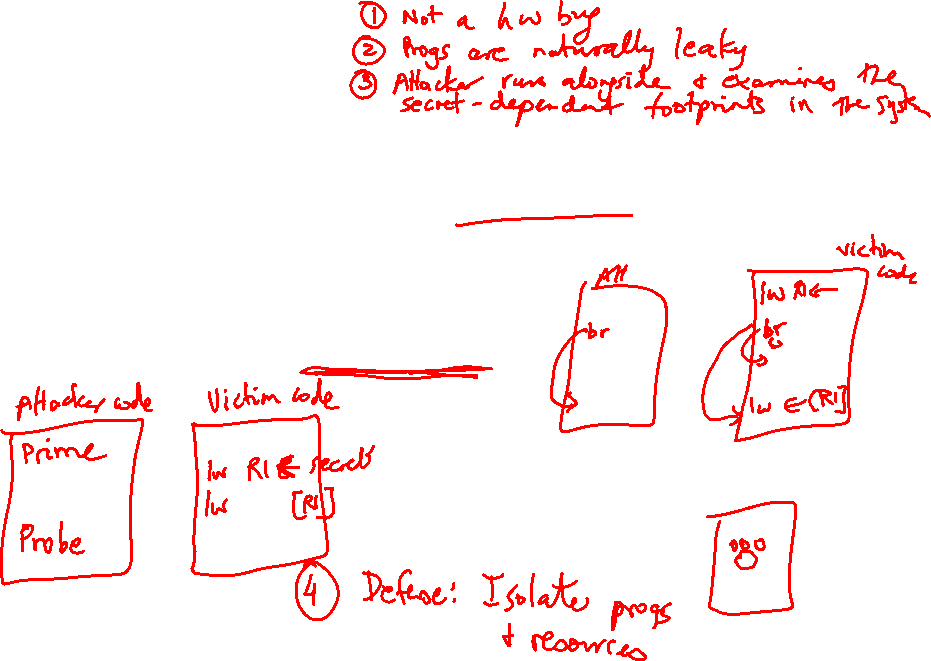 ① Not a hw bug
② Progs are naturally leaky
③ Attacker runs alongside & examines the
secret-dependent footprints in the system
Att
br
victim
code
lw R1←
br
lw ←[R1]
Attacker code
Prime
Probe
Victim code
lw R1 ← secret
lw [R1]
④ Defense: Isolate progs
& resources